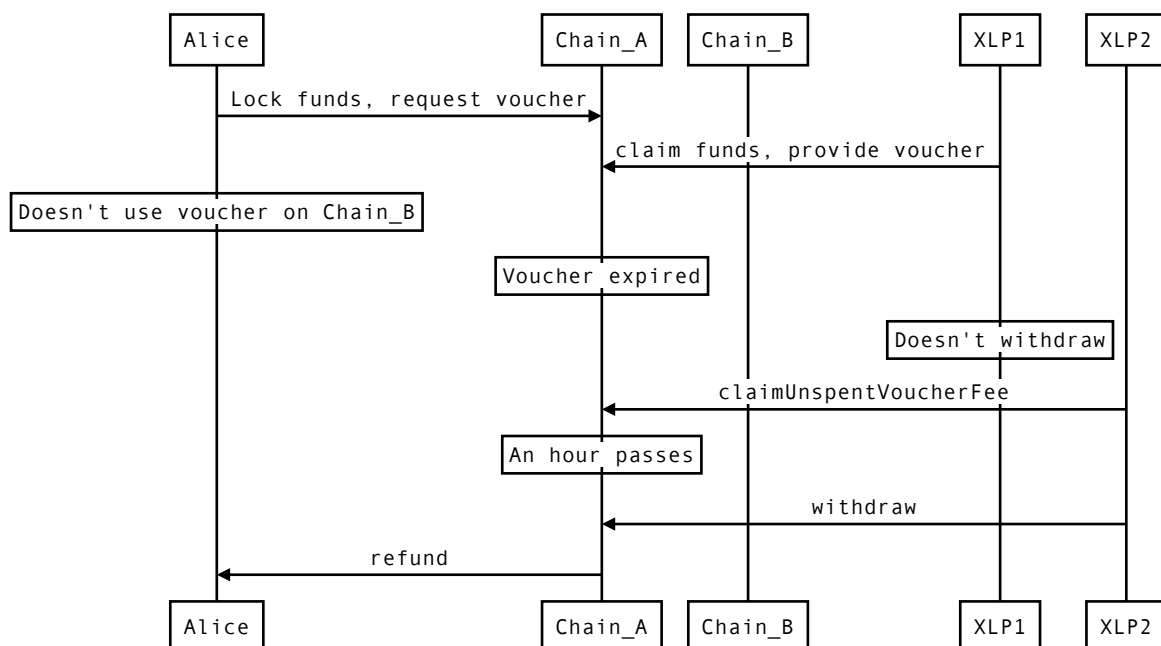 Alice
Chain_A
Chain_B
XLP1
XLP2
Lock funds, request voucher
claim funds, provide voucher
Doesn't use voucher on Chain_B
Voucher expired
Doesn't withdraw
claimUnspentVoucherFee
An hour passes
withdraw
refund
Alice
Chain_A
Chain_B
XLP1
XLP2